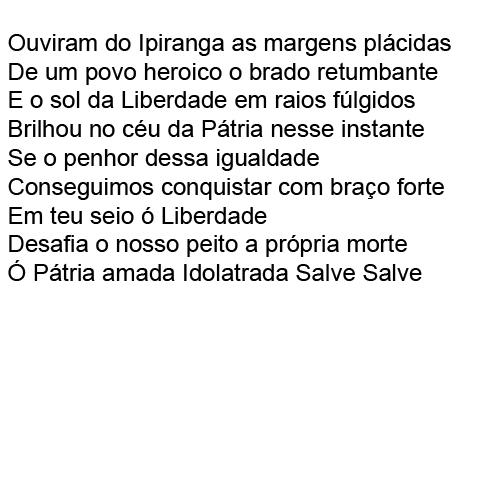 Ouviram do Ipiranga as margens plácidas
De um povo heroico o brado retumbante
E o sol da Liberdade em raios fúlgidos
Brilhou no céu da Pátria nesse instante
Se o penhor dessa igualdade
Conseguimos conquistar com braço forte
Em teu seio ó Liberdade
Desafia o nosso peito a própria morte
Ó Pátria amada Idolatrada Salve Salve